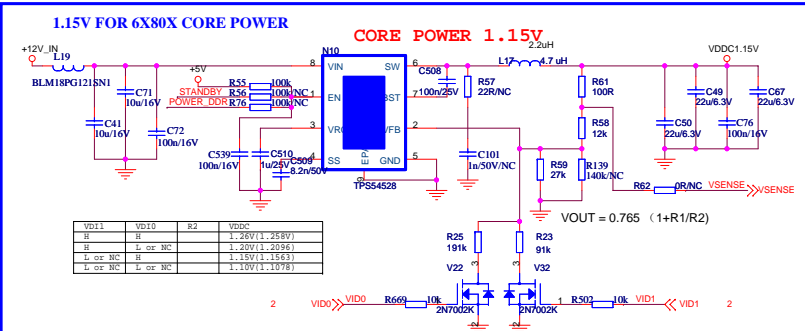 1.15V FOR 6X80X CORE POWER
CORE POWER 1.15V
+12V_IN
L19
BLM18PG121SN1
C41
10u/16V
C71
10u/16V
C72
100n/16V
+5V
R55
100k
STANDBY
R56
100k/NC
POWER_DDR
R76
100k/NC
C539
100n/16V
C510
1u/25V
C509
8.2n/50V
N10
8
VIN
SW
6
1
EN
BST
7
3
VREG
VFB
2
4
SS
GND
5
EPAD
9
TPS54528
C508
100n/25V
R57
22R/NC
C101
1n/50V/NC
2.2uH
L17
4.7 uH
R61
100R
R58
12k
R59
27k
R139
140k/NC
VDDC1.15V
C50
22u/6.3V
C49
22u/6.3V
C76
100n/16V
C67
22u/6.3V
R62
0R/NC
VSENSE
VSENSE
VOUT = 0.765 （1+R1/R2)
VDI1 VDI0 R2 VDDC
H H 1.26V(1.258V)
H L or NC 1.20V(1.2096)
L or NC H 1.15V(1.1563)
L or NC L or NC 1.10V(1.1078)
R25
191k
R23
91k
3
3
V22
V32
2N7002K
2N7002K
2
2
2
VID0
VID0
R669
10k
1
1
R502
10k
VID1
VID1
2